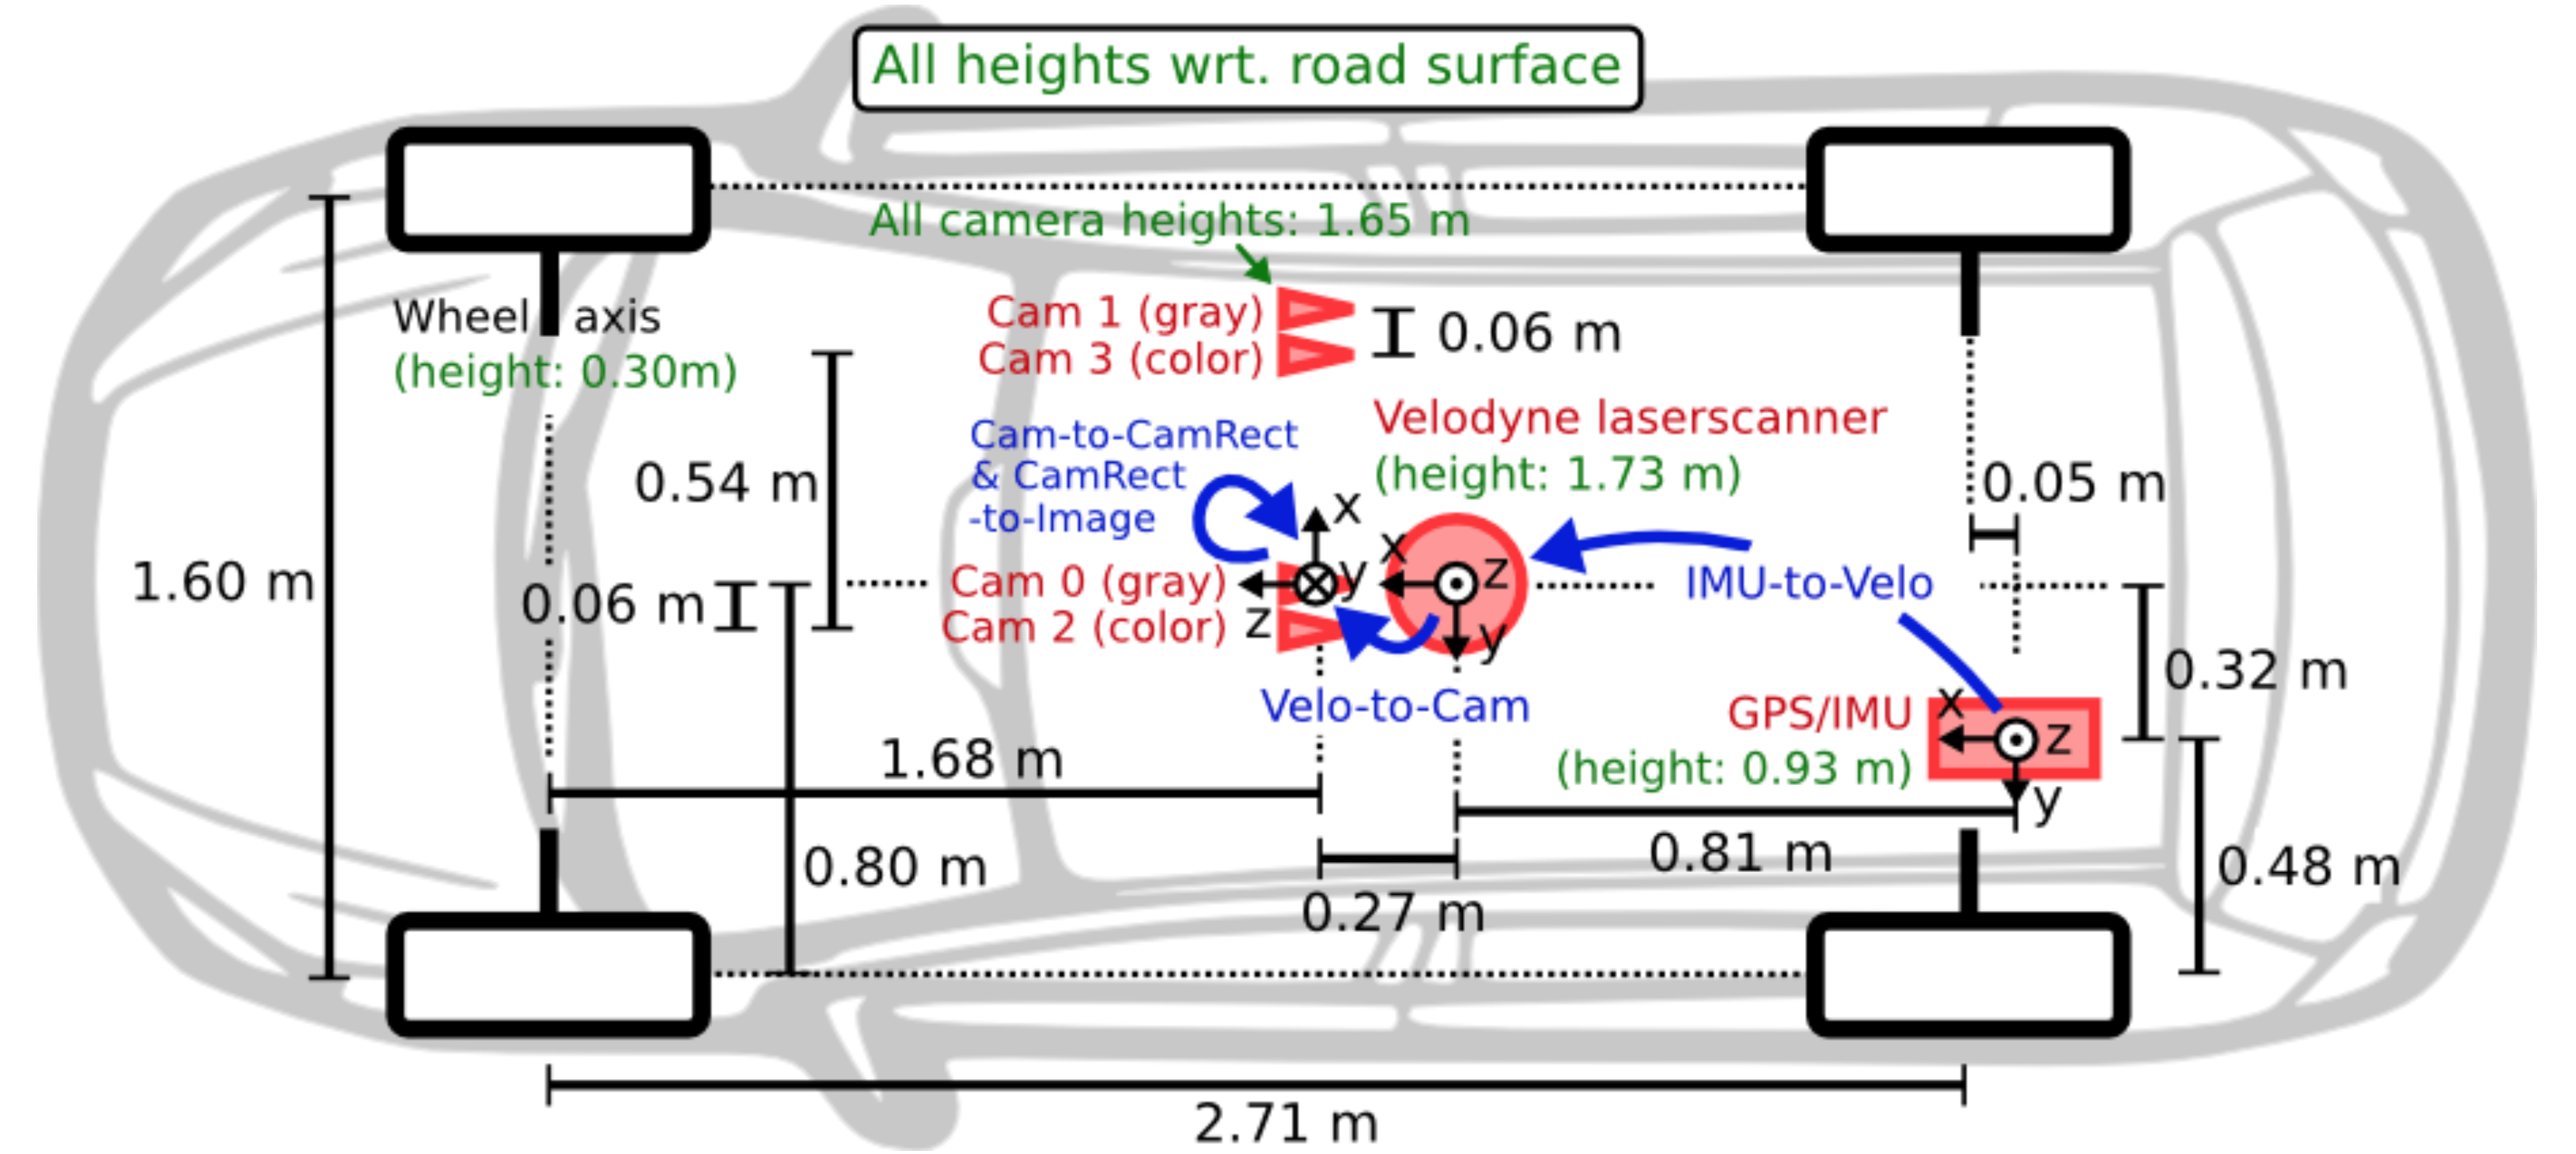 All heights wrt. road surface
All camera heights: 1.65 m
Cam 1 (gray)
Cam 3 (color)
0.06 m
Wheel axis
(height: 0.30m)
Velodyne laserscanner
(height: 1.73 m)
Cam-to-CamRect
& CamRect
-to-Image
0.54 m
0.05 m
x
x
1.60 m
0.06 m
Cam 0 (gray)
y
z
IMU-to-Velo
Cam 2 (color)
z
y
0.32 m
Velo-to-Cam
GPS/IMU
x
z
(height: 0.93 m)
y
1.68 m
0.80 m
0.81 m
0.48 m
0.27 m
2.71 m